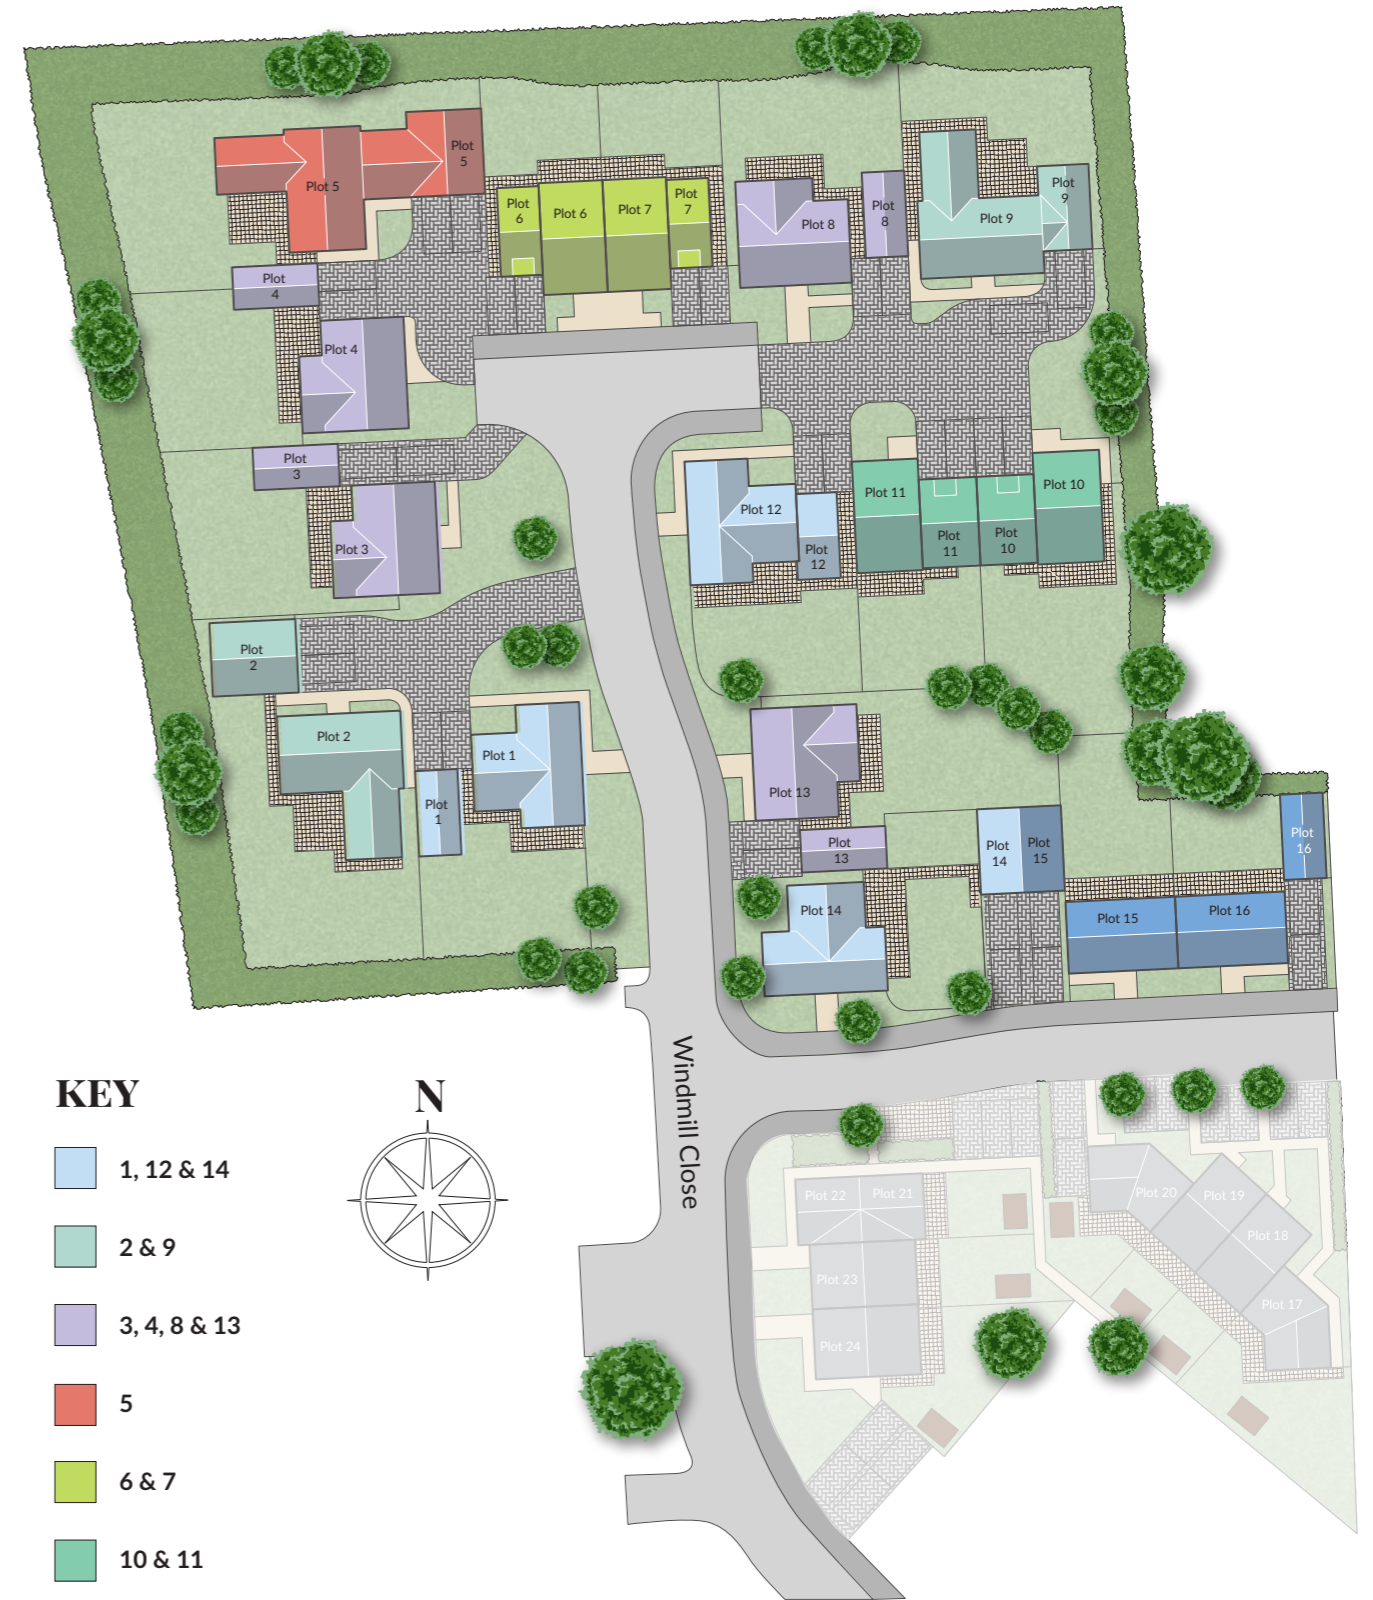 Plot
5
Plot 5
Plot
6
Plot 6
Plot 7
Plot
7
Plot 8
Plot
8
Plot 9
Plot
9
Plot
4
Plot 4
Plot
3
Plot 3
Plot 12
Plot
12
Plot 11
Plot
11
Plot
10
Plot 10
Plot
2
Plot 2
Plot 1
Plot
1
Plot 13
Plot
13
Plot 14
Plot
14
Plot
15
Plot 15
Plot 16
Plot
16
Windmill Close
Plot 22
Plot 21
Plot 23
Plot 24
Plot 20
Plot 19
Plot 18
Plot 17
KEY
N
1, 12 & 14
2 & 9
3, 4, 8 & 13
5
6 & 7
10 & 11